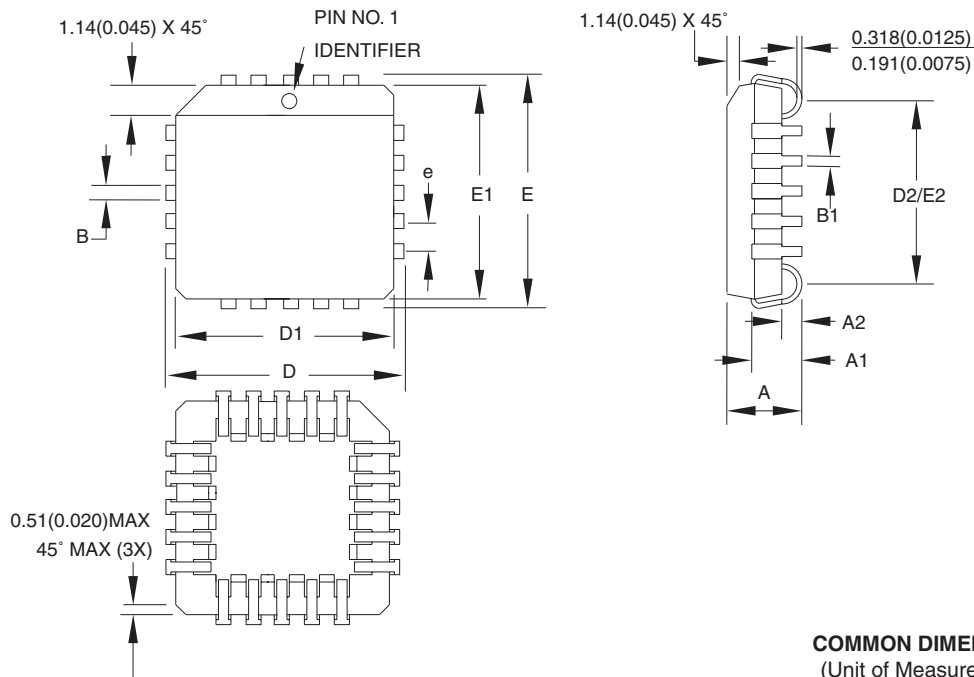 1.14(0.045) X 45˚
PIN NO. 1
IDENTIFIER
1.14(0.045) X 45˚
0.318(0.0125)
0.191(0.0075)
e
E1
E
B
B1
D2/E2
D1
D
A2
A1
A
0.51(0.020)MAX
45˚ MAX (3X)
COMMON
(Unit of Measure